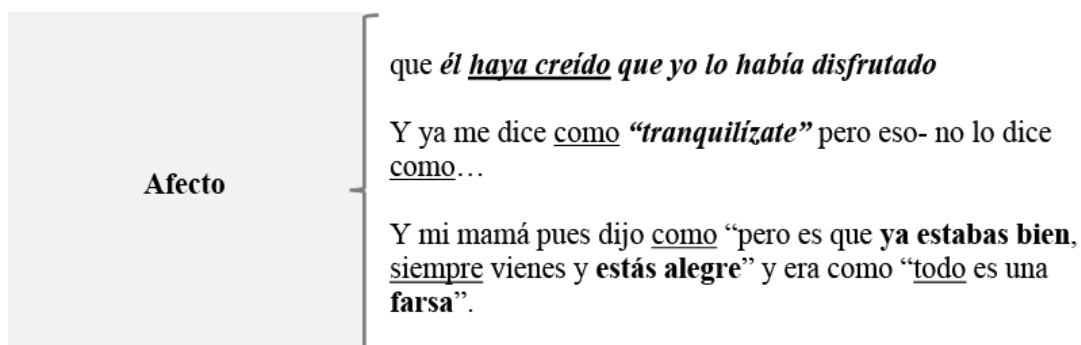 Afecto
que él haya creído que yo lo había disfrutado
Y ya me dice como “tranquilízate” pero eso- no lo dice
como…
Y mi mamá pues dijo como “pero es que ya estabas bien,
siempre vienes y estás alegre” y era como “todo es una
farsa”.